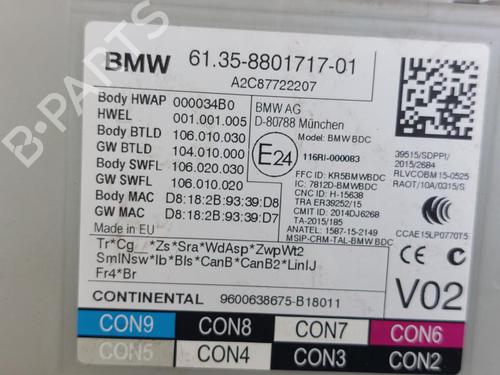 BMW 61.35-8801717-01
A2C87722207
Body HWAP 000034B0
HWEL 001.001.005
Body BTLD 106.010.030
GW BTLD 104.010.000
Body SWFL 106.020.030
GW SWFL 106.010.020
Body MAC D8:18:2B:93:39:D8
GW MAC D8:18:2B:93:39:D7
Made in EU
BMW AG
D-80788 München
Model: BMWBDC
E24 116RI-000083
FFC ID: KR5BMWBDC
IC: 7812D-BMWBDC
CNC ID: H-15638
TRA ER39252/15
CMIT ID: 2014DJ6268
TA-2015/185
ANATEL: 1587-15-2149
MSIP-CRM-TAL-BMW BDC
39515/SDPPI/
2015/2684
RLVCOBM15-0525
RAOT/10A/0315/S
CCAE15LP0770T5
Tr*Cg *Zs*Sra*WdAsp*ZwpWt2
SmlNsw*Ib*Bls*CanB*CanB2*LinIJ
Fr4*Br
V02
CONTINENTAL 9600638675-B18011
CON9 CON8 CON7 CON6
CON5 CON4 CON3 CON2